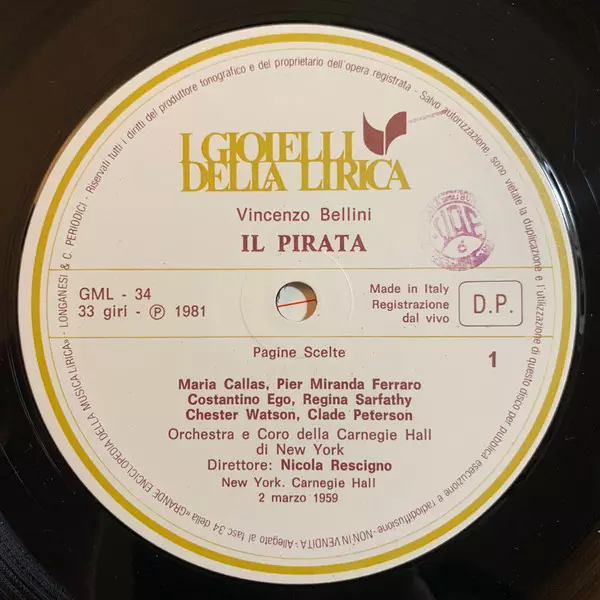 I GIOIELLI
DELLA LIRICA
Vincenzo Bellini
IL PIRATA
GML - 34
33 giri - ℗ 1981
Made in Italy
Registrazione
dal vivo
D.P.
Pagine Scelte
1
Maria Callas, Pier Miranda Ferraro
Costantino Ego, Regina Sarfathy
Chester Watson, Clade Peterson
Orchestra e Coro della Carnegie Hall
di New York
Direttore: Nicola Rescigno
New York. Carnegie Hall
2 marzo 1959
Riservati tutti i diritti del produttore fonografico e del proprietario dell'opera registrata - Salvo autorizzazione, sono vietate la duplicazione e l'utilizzazione di questo disco per pubblica esecuzione e radiodiffusione - NON IN VENDITA - Allegato al fasc 34 della «GRANDE ENCICLOPEDIA DELLA MUSICA LIRICA» - LONGANESI & C. PERIODICI -